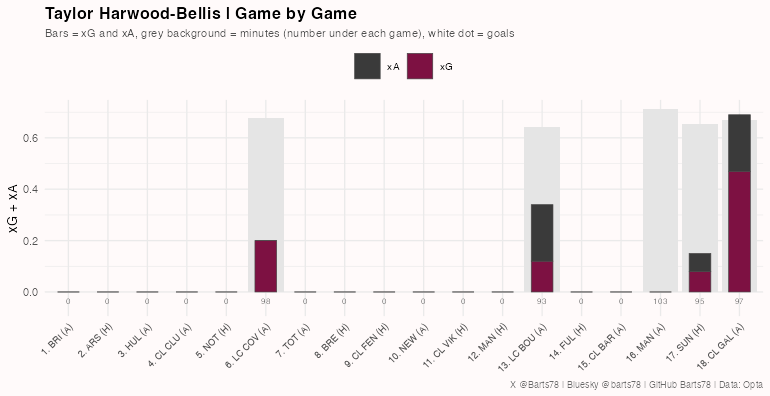 Taylor Harwood-Bellis | Game by Game
Bars = xG and xA, grey background = minutes (number under each game), white dot = goals
xA xG
xG + xA
0.6
0.4
0.2
0.0
0 0 0 0 0 98 0 0 0 0 0 0 93 0 0 103 95 97
1. BRI (A)
2. ARS (H)
3. HUL (A)
4. CL CLU (A)
5. NOT (H)
6. LC COV (A)
7. TOT (A)
8. BRE (H)
9. CL FEN (H)
10. NEW (A)
11. CL VIK (H)
12. MAN (H)
13. LC BOU (A)
14. FUL (H)
15. CL BAR (A)
16. MAN (A)
17. SUN (H)
18. CL GAL (A)
X @Barts78 | Bluesky @barts78 | GitHub Barts78 | Data: Opta